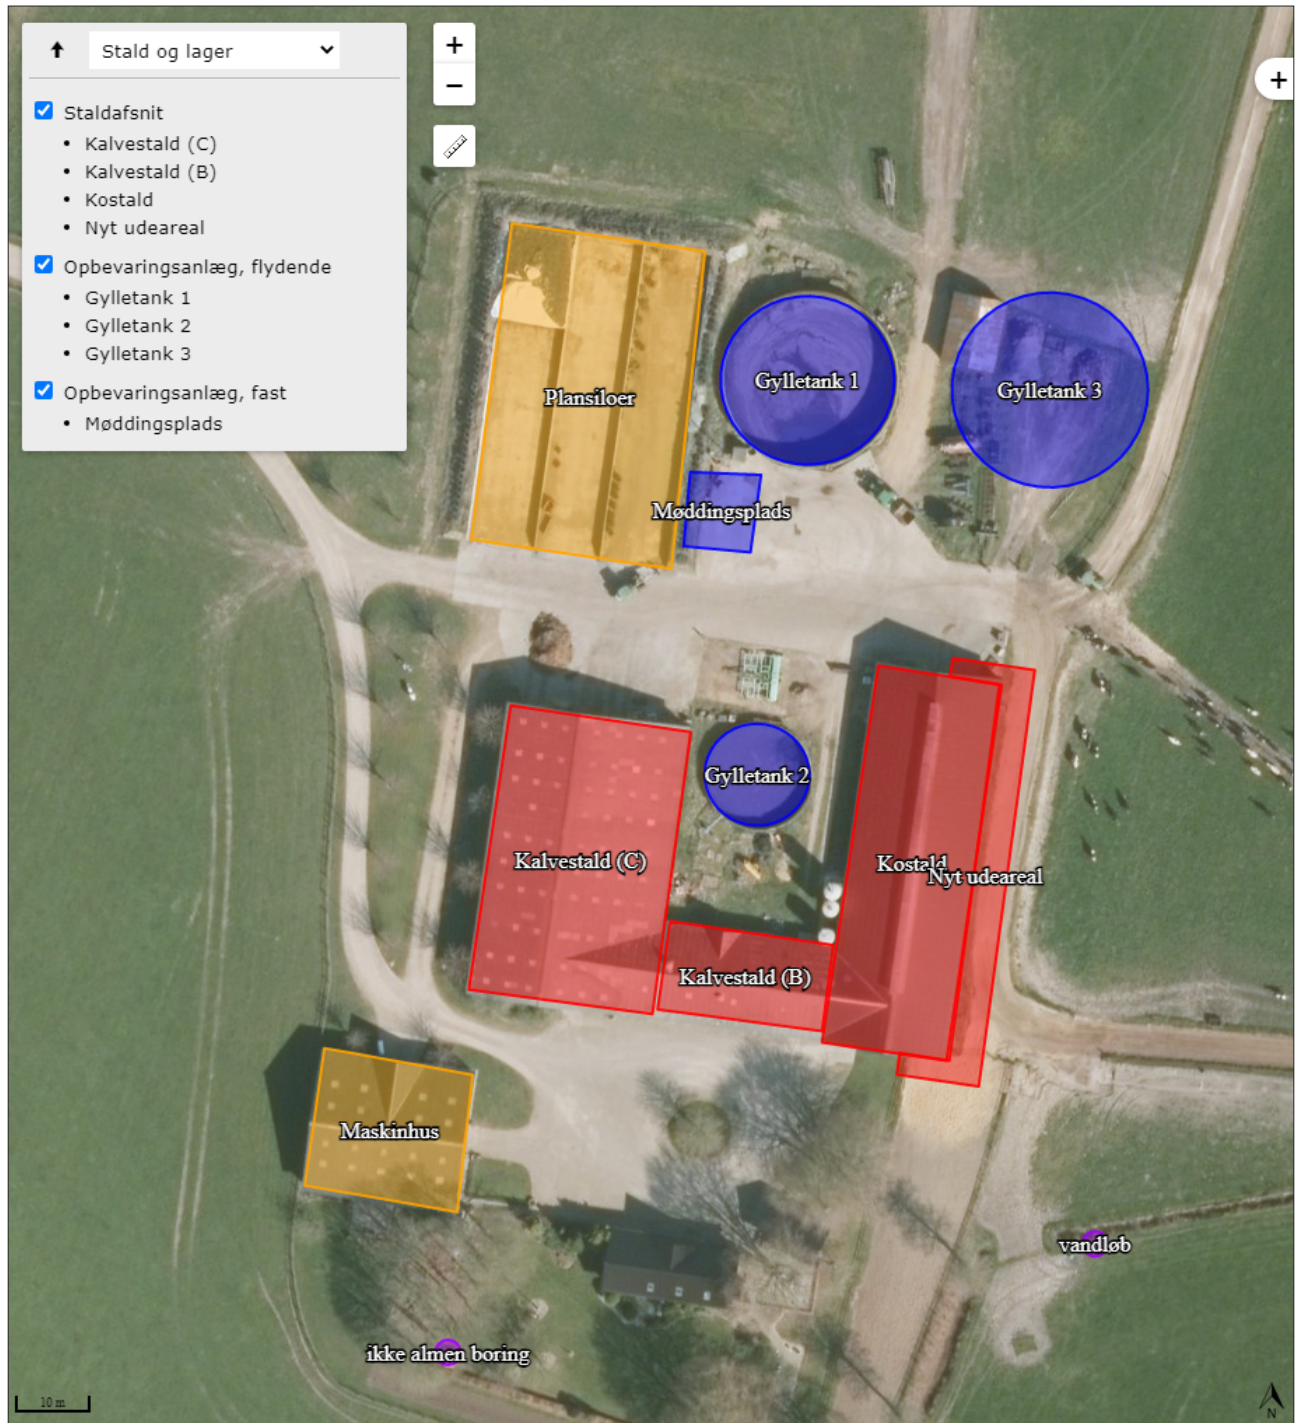 Stald og lager
Staldafsnit
• Kalvestald (C)
• Kalvestald (B)
• Kostald
• Nyt udeareal
Opbevaringsanlæg, flydende
• Gylletank 1
• Gylletank 2
• Gylletank 3
Opbevaringsanlæg, fast
• Møddingsplads
+
−
+
Plansiloer
Gylletank 1
Gylletank 3
Møddingsplads
Gylletank 2
Kalvestald (C)
Kostald
Nyt udeareal
Kalvestald (B)
Maskinhus
vandløb
ikke almen boring
10 m
N